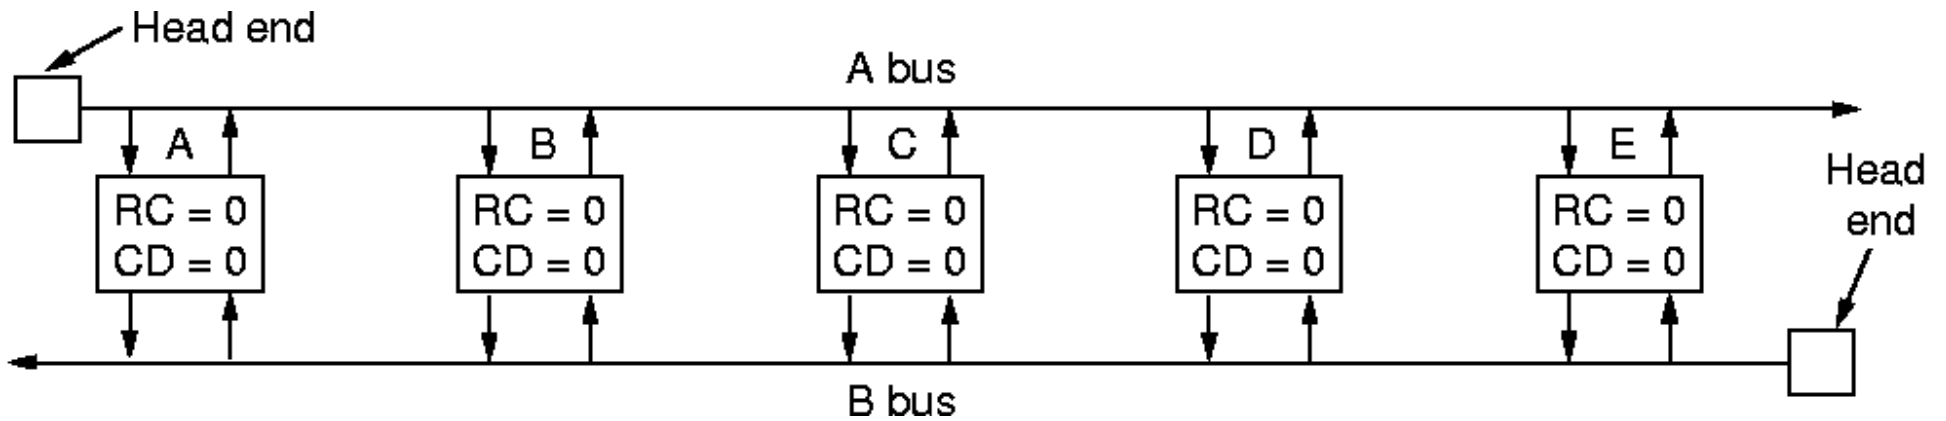 Head end
A bus
A
B
C
D
E
Head
end
RC = 0
CD = 0
RC = 0
CD = 0
RC = 0
CD = 0
RC = 0
CD = 0
RC = 0
CD = 0
B bus